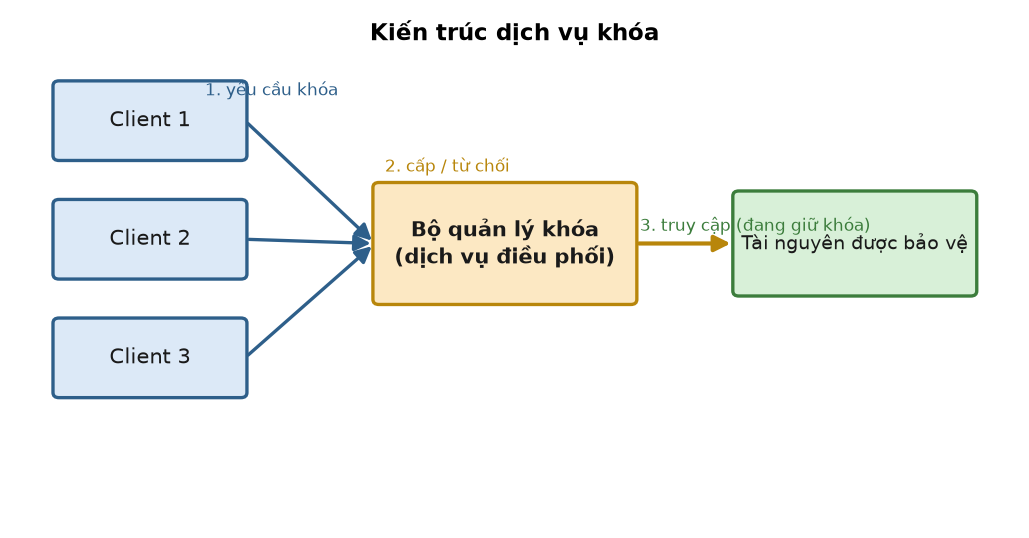 Kiến trúc dịch vụ khóa
1. yêu cầu khóa
Client 1
2. cấp / từ chối
Client 2
Bộ quản lý khóa
(dịch vụ điều phối)
3. truy cập (đang giữ khóa)
Tài nguyên được bảo vệ
Client 3